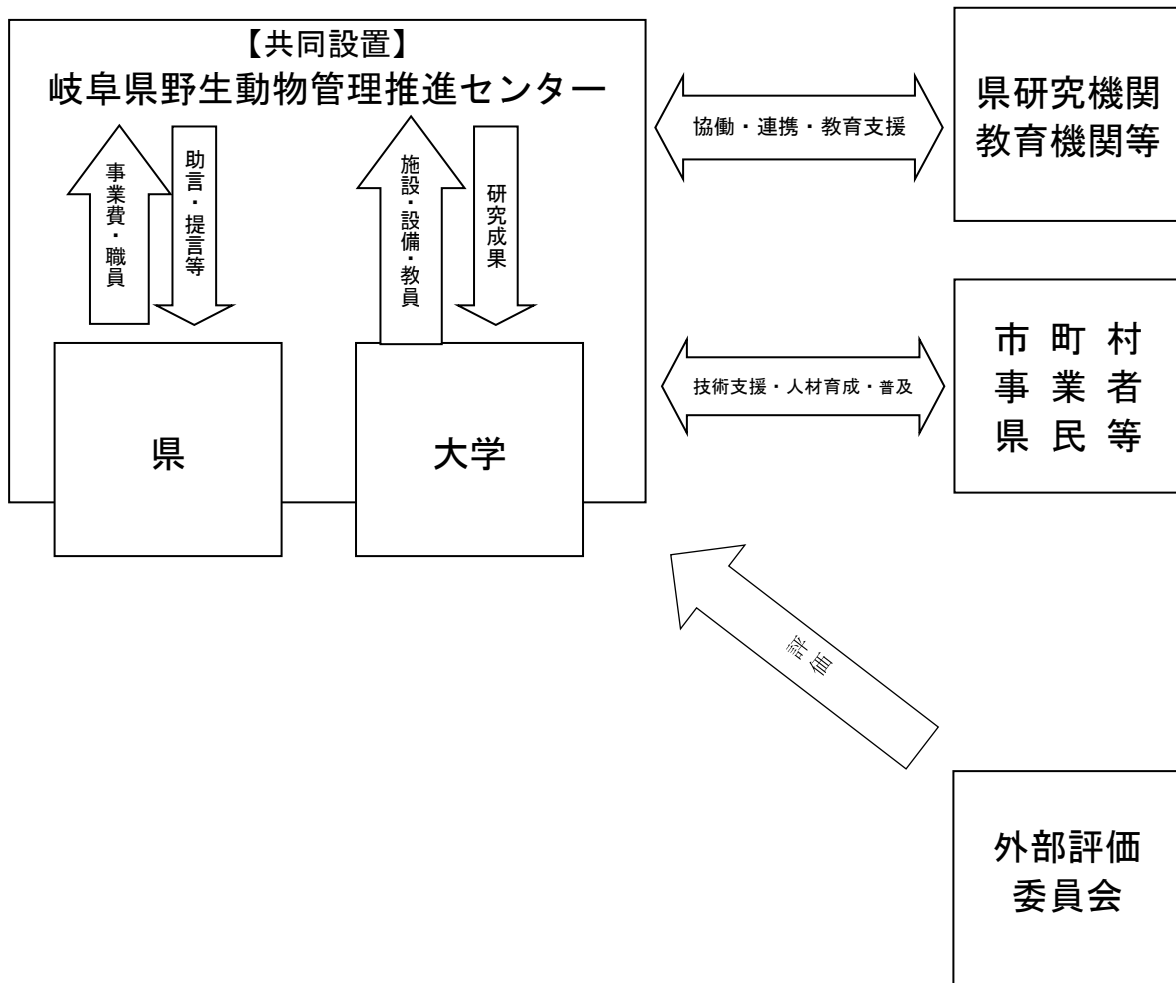 【共同設置】
岐阜県野生動物管理推進センター
事業費・職員
助言・提言等
施設・設備・教員
研究成果
県
大学
協働・連携・教育支援
県研究機関
教育機関等
技術支援・人材育成・普及
市 町 村
事 業 者
県 民 等
評価
外部評価
委員会